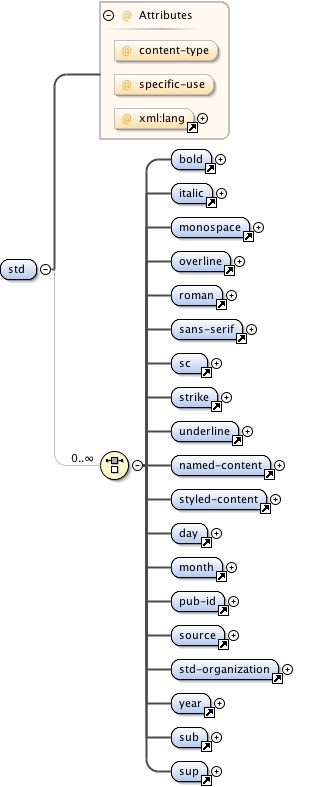 Attributes
@ content-type
@ specific-use
@ xml:lang
bold
italic
monospace
overline
roman
sans-serif
std
sc
strike
underline
0..∞
named-content
styled-content
day
month
pub-id
source
std-organization
year
sub
sup